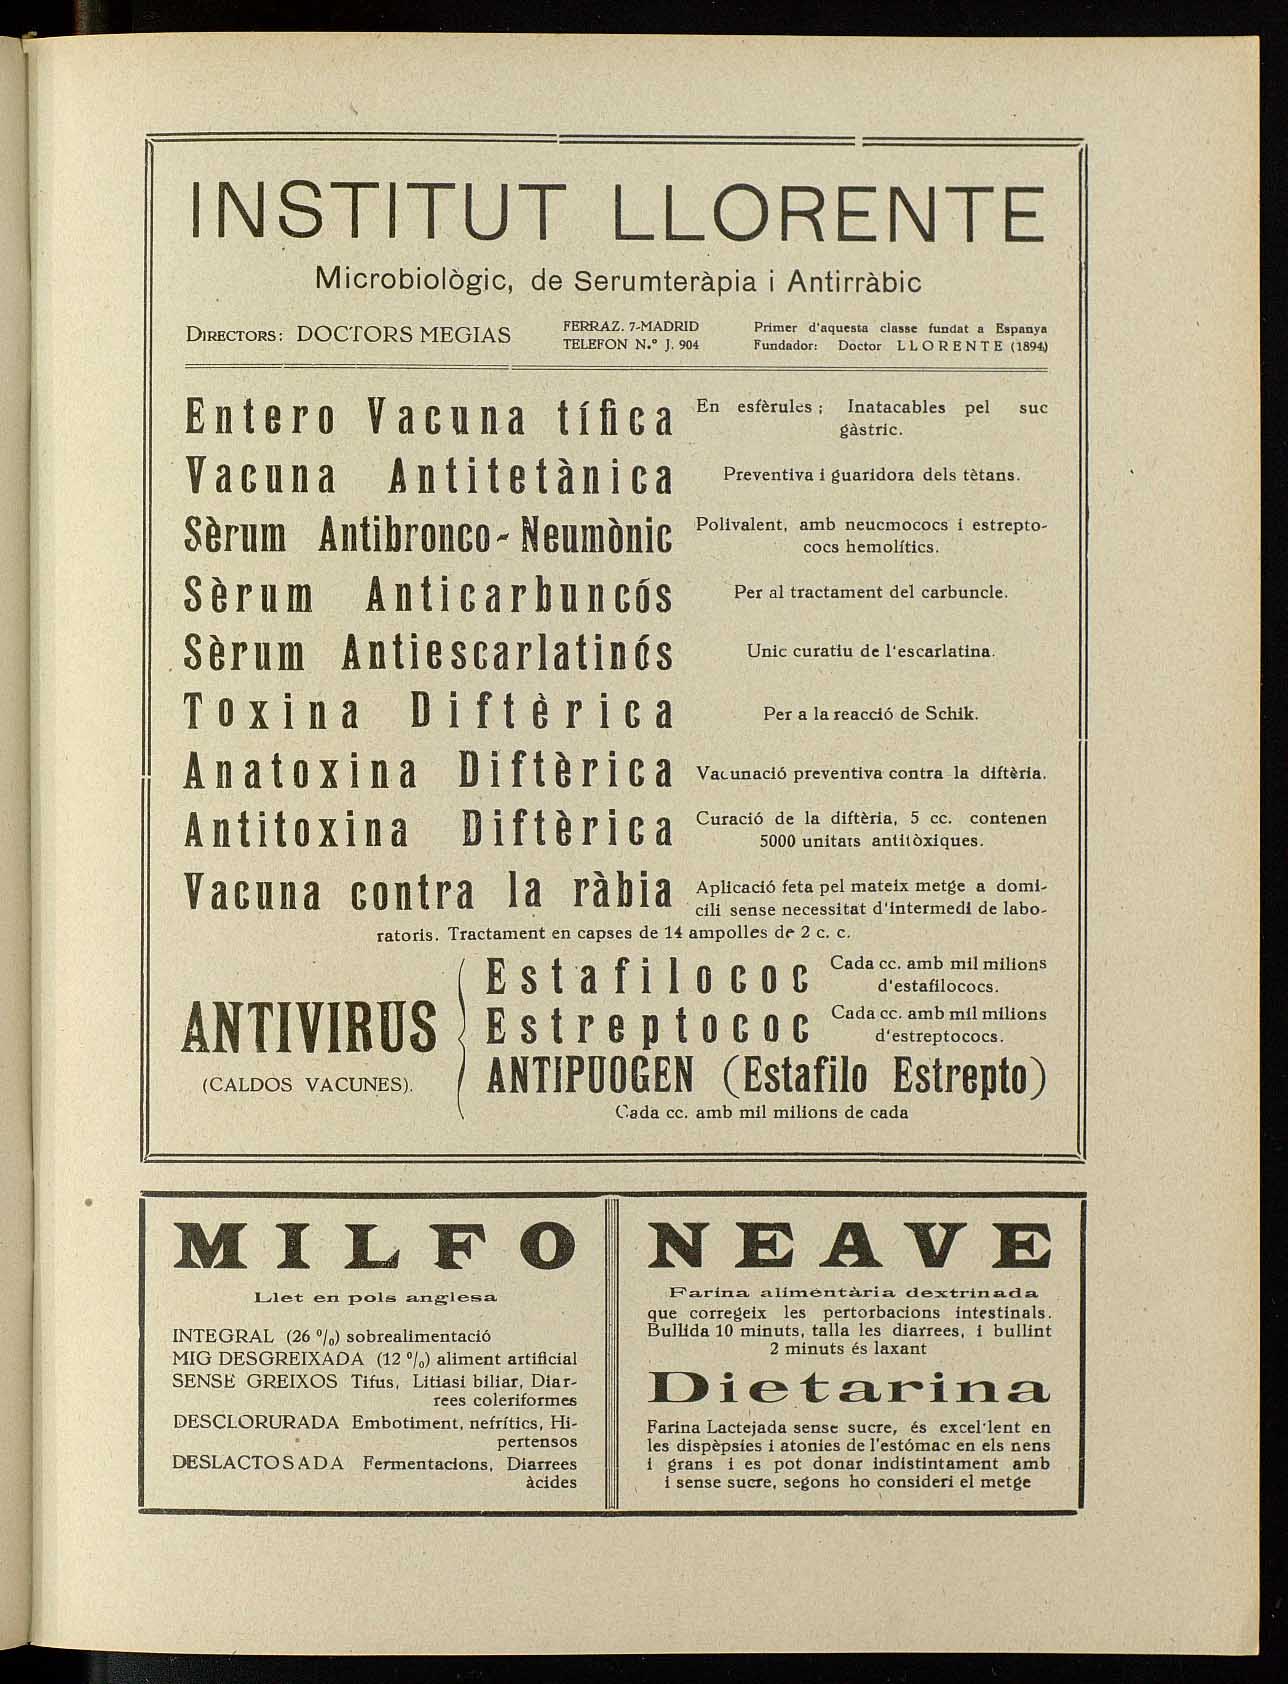 INSTITUT LLORENTE
Microbiològic, de Serumteràpia i Antirràbic
DIRECTORS: DOCTORS MEGIAS
FERRAZ. 7-MADRID
TELEFON N.º J. 904
Primer d'aquesta classe fundat a Espanya
Fundador: Doctor LLORENTE (1894)
Entero Vacuna tífica
En esfèrules; Inatacables pel suc
gàstric.
Vacuna Antitetànica
Preventiva i guaridora dels tètans.
Sèrum Antibronco-Neumònic
Polivalent, amb neucmococs i estrepto-
cocs hemolítics.
Sèrum Anticarbuncós
Per al tractament del carbuncle.
Sèrum Antiescarlatinós
Unic curatiu de l'escarlatina.
Toxina Diftèrica
Per a la reacció de Schik.
Anatoxina Diftèrica
Vacunació preventiva contra la diftèria.
Antitoxina Diftèrica
Curació de la diftèria, 5 cc. contenen
5000 unitats antitòxiques.
Vacuna contra la ràbia
Aplicació feta pel mateix metge a domi-
cili sense necessitat d'intermedi de labo-
ratoris. Tractament en capses de 14 ampolles de 2 c. c.
ANTIVIRUS
(CALDOS VACUNES).
Estafilococ
Cada cc. amb mil milions
d'estafilococs.
Estreptococ
Cada cc. amb mil milions
d'estreptococs.
ANTIPUOGEN (Estafilo Estrepto)
Cada cc. amb mil milions de cada
MILFO
Llet en pols anglesa
INTEGRAL (26 º/₀) sobrealimentació
MIG DESGREIXADA (12 º/₀) aliment artificial
SENSE GREIXOS Tifus, Litiasi biliar, Diar-
rees coleriformes
DESCLORURADA Embotiment, nefrítics, Hi-
pertensos
DESLACTOSADA Fermentacions, Diarrees
àcides
NEAVE
Farina alimentària dextrinada
que corregeix les pertorbacions intestinals.
Bullida 10 minuts, talla les diarrees, i bullint
2 minuts és laxant
Dietarina
Farina Lactejada sense sucre, és excel·lent en
les dispèpsies i atonies de l'estómac en els nens
i grans i es pot donar indistintament amb
i sense sucre, segons ho consideri el metge